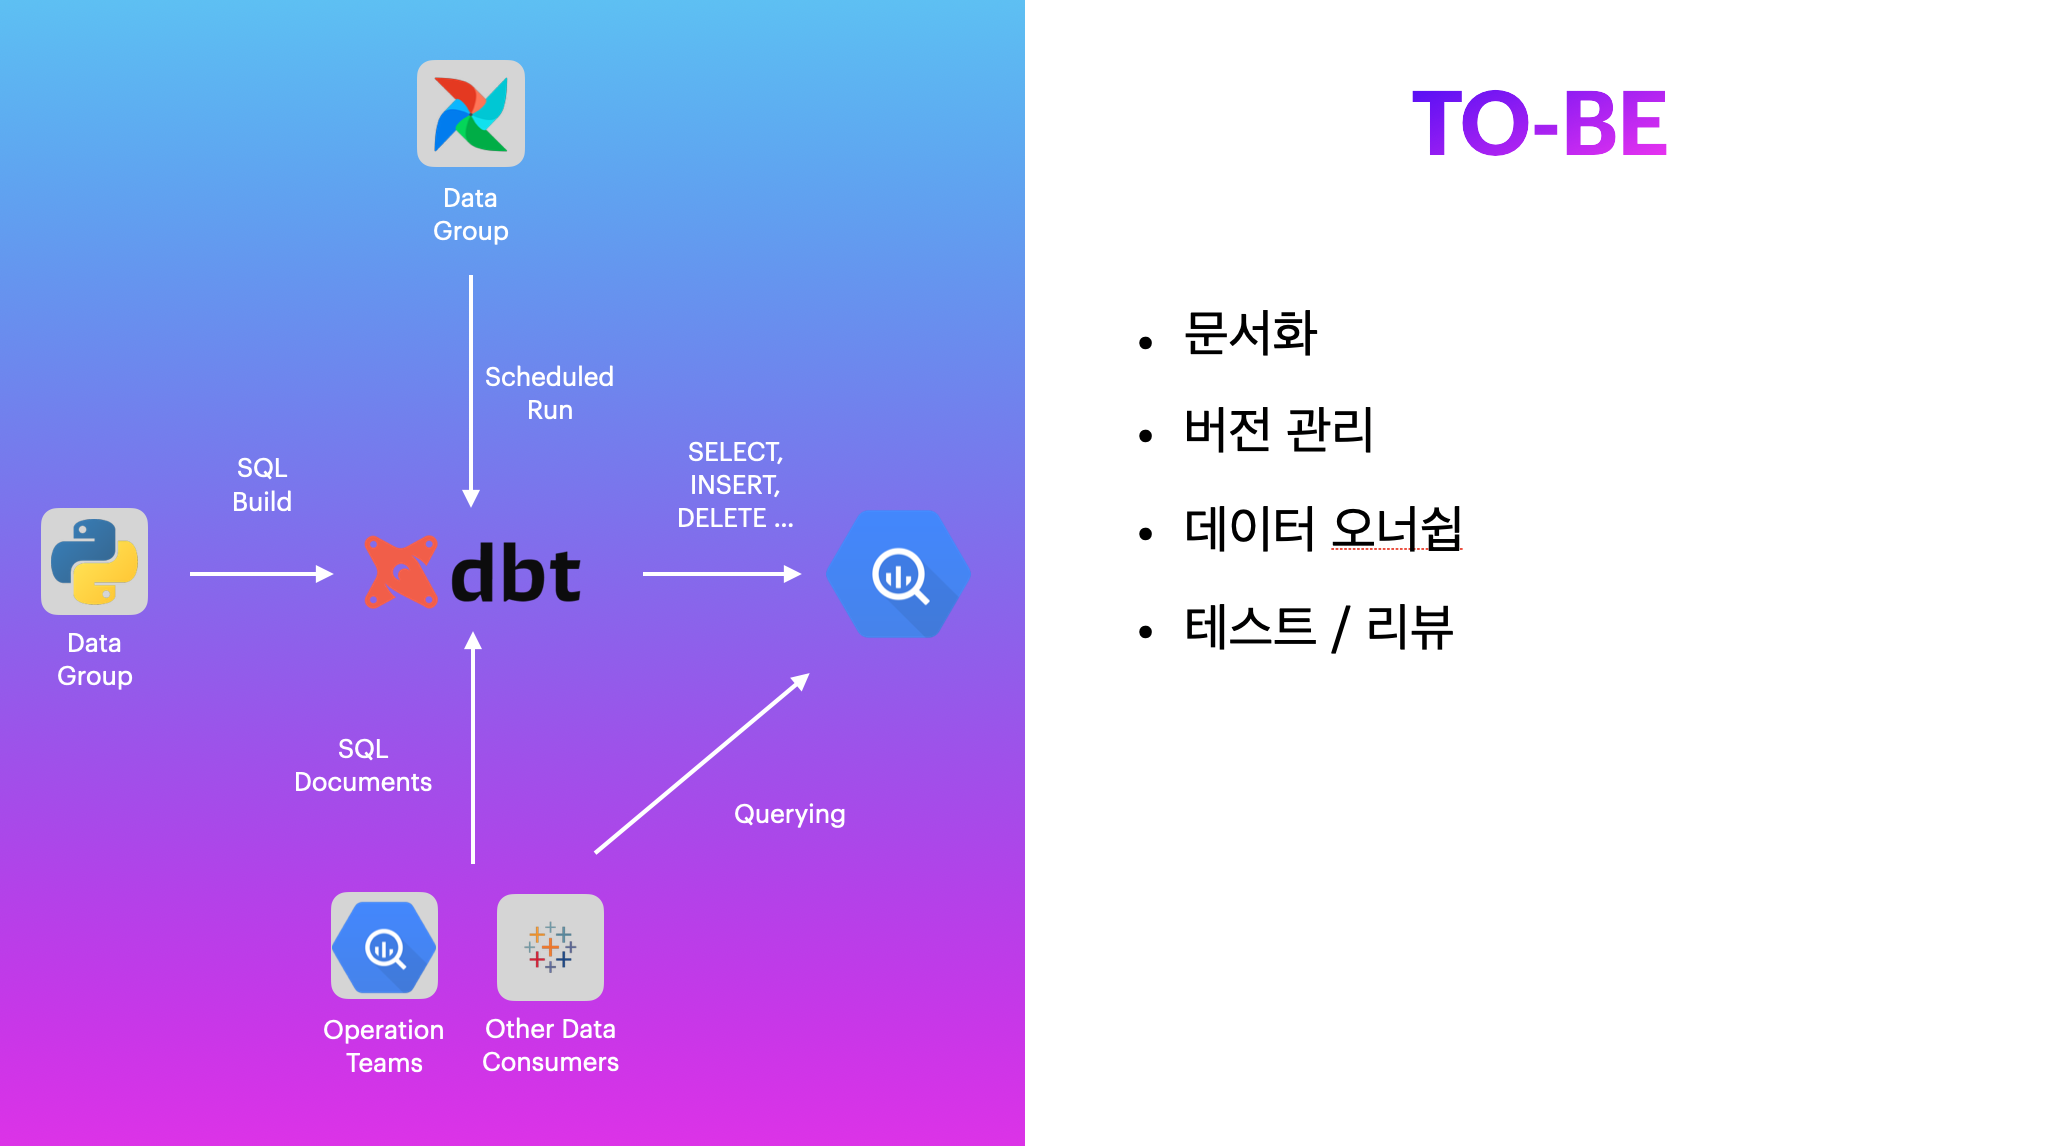 Data
Group
Scheduled
Run
SQL
Build
SELECT,
INSERT,
DELETE ...
dbt
Data
Group
SQL
Documents
Querying
Operation
Teams
Other Data
Consumers
TO-BE
• 문서화
• 버전 관리
• 데이터 오너쉽
• 테스트 / 리뷰